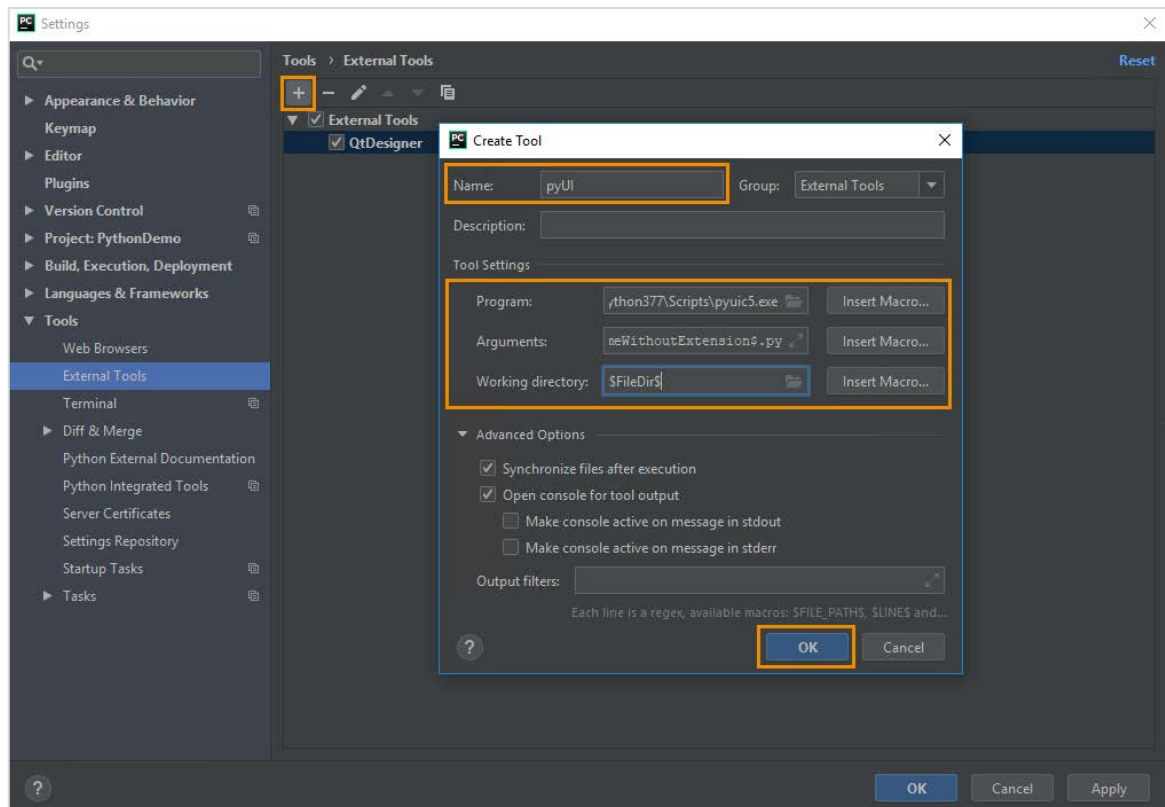 PC Settings
Tools › External Tools Reset
Appearance & Behavior
Keymap
Editor
Plugins
Version Control
Project: PythonDemo
Build, Execution, Deployment
Languages & Frameworks
Tools
Web Browsers
External Tools
Terminal
Diff & Merge
Python External Documentation
Python Integrated Tools
Server Certificates
Settings Repository
Startup Tasks
Tasks
External Tools
QtDesigner
PC Create Tool
Name: pyUI Group: External Tools
Description:
Tool Settings
Program: ython377\Scripts\pyuic5.exe Insert Macro...
Arguments: meWithoutExtension$.py Insert Macro...
Working directory: $FileDir$ Insert Macro...
Advanced Options
Synchronize files after execution
Open console for tool output
Make console active on message in stdout
Make console active on message in stderr
Output filters:
Each line is a regex, available macros: $FILE_PATH$, $LINE$ and...
? OK Cancel
? OK Cancel Apply